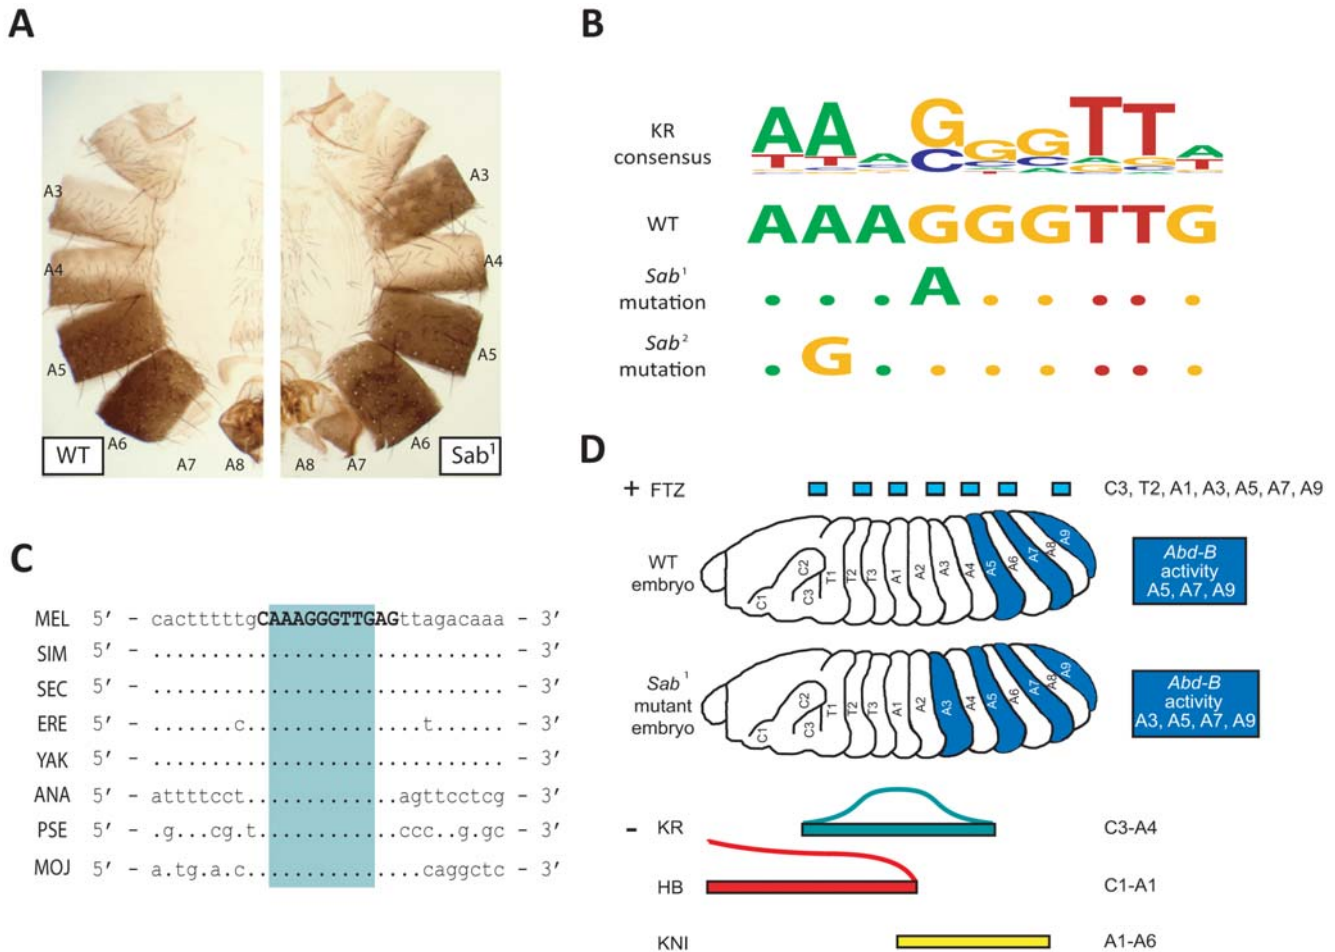 A
A3
A4
A5
A6
A7
A8
WT
A3
A4
A5
A6
A7
A8
Sab1
B
KR
consensus
WT
AAAGGGTTG
Sab1
mutation
A
Sab2
mutation
G
C
MEL 5′ - cactttttgCAAAGGGTTGAGttagacaaa - 3′
SIM 5′ - .............................. - 3′
SEC 5′ - .............................. - 3′
ERE 5′ - .......c...............t...... - 3′
YAK 5′ - .............................. - 3′
ANA 5′ - attttcct.............agttcctcg - 3′
PSE 5′ - .g...cg.t............ccc..g.gc - 3′
MOJ 5′ - a.tg.a.c...............caggctc - 3′
D
+ FTZ C3, T2, A1, A3, A5, A7, A9
WT
embryo
C1 C2 C3 T1 T2 T3 A1 A2 A3 A4 A5 A6 A7 A8 A9
Abd-B
activity
A5, A7, A9
Sab1
mutant
embryo
C1 C2 C3 T1 T2 T3 A1 A2 A3 A4 A5 A6 A7 A8 A9
Abd-B
activity
A3, A5, A7, A9
- KR C3-A4
HB C1-A1
KNI A1-A6